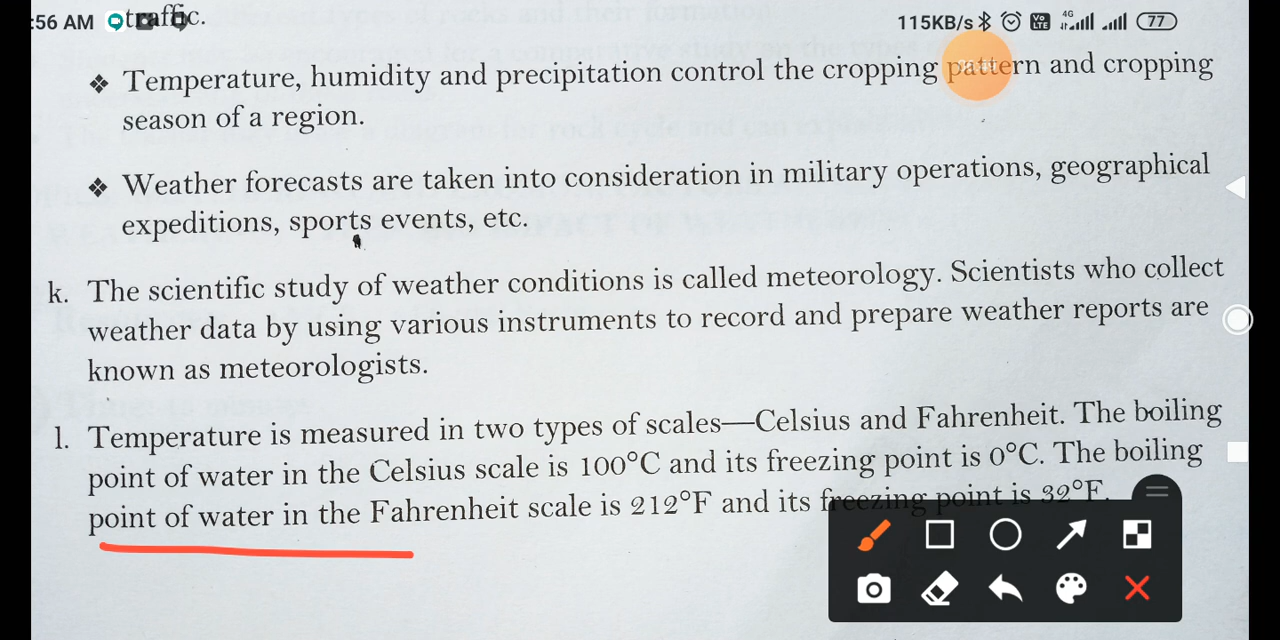 :56 AM
115KB/s
Vo LTE
4G
77
traffic.
❖ Temperature, humidity and precipitation control the cropping pattern and cropping
season of a region.
❖ Weather forecasts are taken into consideration in military operations, geographical
expeditions, sports events, etc.
k. The scientific study of weather conditions is called meteorology. Scientists who collect
weather data by using various instruments to record and prepare weather reports are
known as meteorologists.
l. Temperature is measured in two types of scales—Celsius and Fahrenheit. The boiling
point of water in the Celsius scale is 100°C and its freezing point is 0°C. The boiling
point of water in the Fahrenheit scale is 212°F and its freezing point is 32°F.